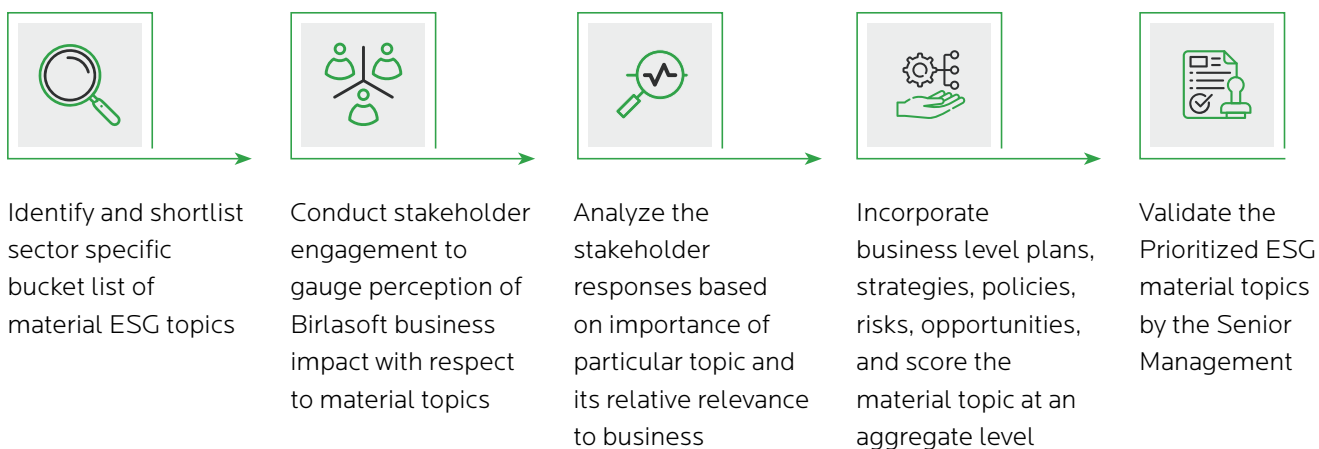 Identify and shortlist
sector specific
bucket list of
material ESG topics
Conduct stakeholder
engagement to
gauge perception of
Birlasoft business
impact with respect
to material topics
Analyze the
stakeholder
responses based
on importance of
particular topic and
its relative relevance
to business
Incorporate
business level plans,
strategies, policies,
risks, opportunities,
and score the
material topic at an
aggregate level
Validate the
Prioritized ESG
material topics
by the Senior
Management